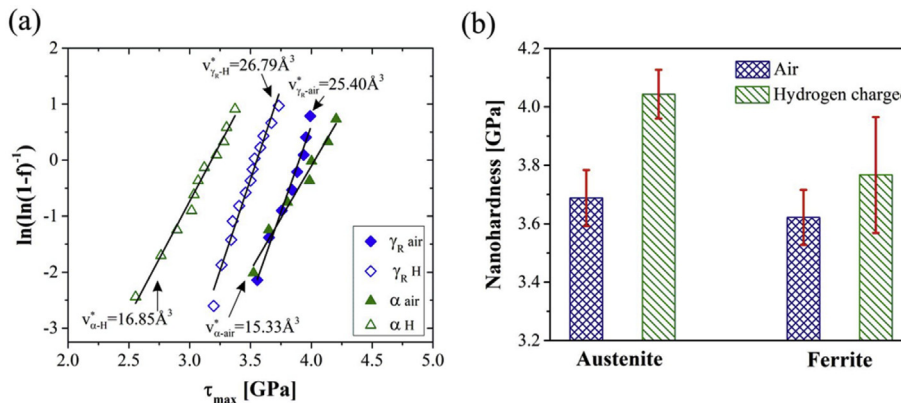 (a)
(b)
v*γR-H=26.79Å³
v*γR-air=25.40Å³
v*α-H=16.85Å³
v*α-air=15.33Å³
γR air
γR H
α air
α H
ln(ln(1-f)⁻¹)
2
1
0
-1
-2
-3
2.0 2.5 3.0 3.5 4.0 4.5 5.0
τmax [GPa]
Air
Hydrogen charged
Nanohardness [GPa]
4.2
4.0
3.8
3.6
3.4
3.2
Austenite Ferrite